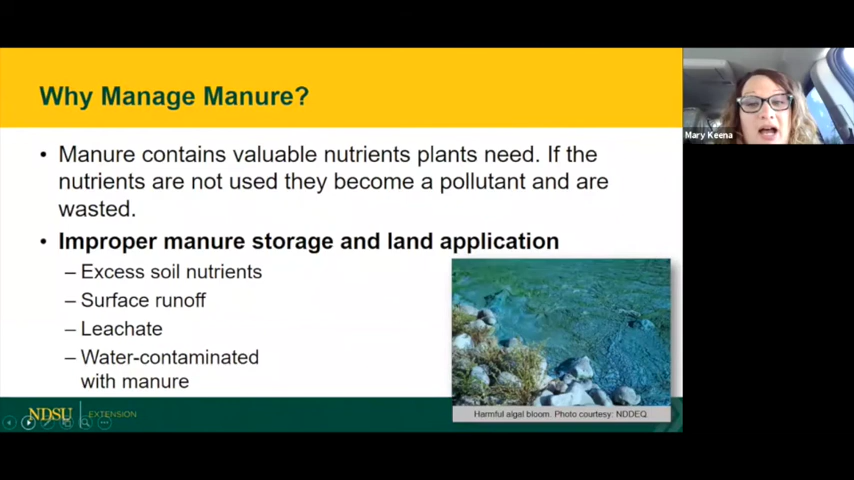 Why Manage Manure?
• Manure contains valuable nutrients plants need. If the
nutrients are not used they become a pollutant and are
wasted.
• Improper manure storage and land application
– Excess soil nutrients
– Surface runoff
– Leachate
– Water-contaminated
with manure
Harmful algal bloom. Photo courtesy: NDDEQ
NDSU EXTENSION
Mary Keena